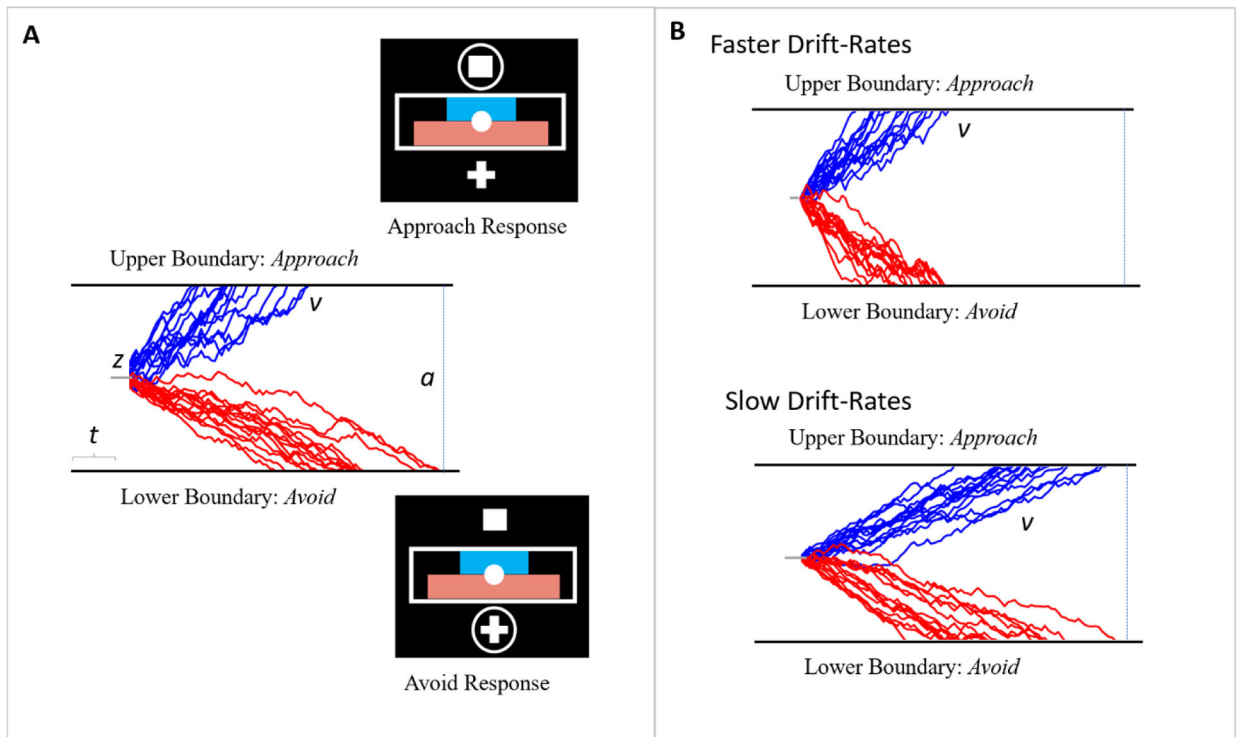 A
Approach Response
Upper Boundary: Approach
v
z
a
t
Lower Boundary: Avoid
Avoid Response
B
Faster Drift-Rates
Upper Boundary: Approach
v
Lower Boundary: Avoid
Slow Drift-Rates
Upper Boundary: Approach
v
Lower Boundary: Avoid